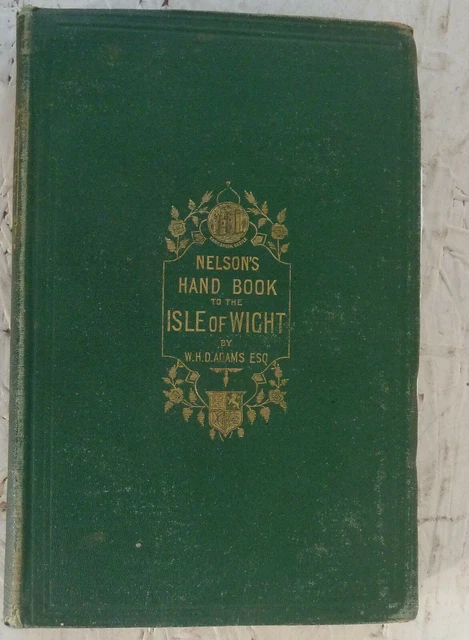 NELSON'S
HAND BOOK
TO THE
ISLE OF WIGHT
BY
W.H.D. ADAMS ESQ